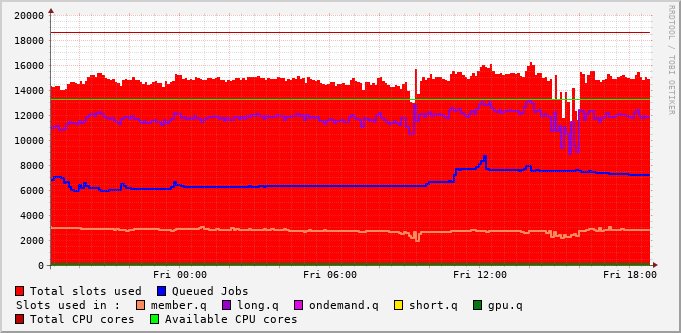 20000
18000
16000
14000
12000
10000
8000
6000
4000
2000
0
Fri 00:00 Fri 06:00 Fri 12:00 Fri 18:00
Total slots used Queued Jobs
Slots used in : member.q long.q ondemand.q short.q gpu.q
Total CPU cores Available CPU cores
RRDTOOL / TOBI OETIKER